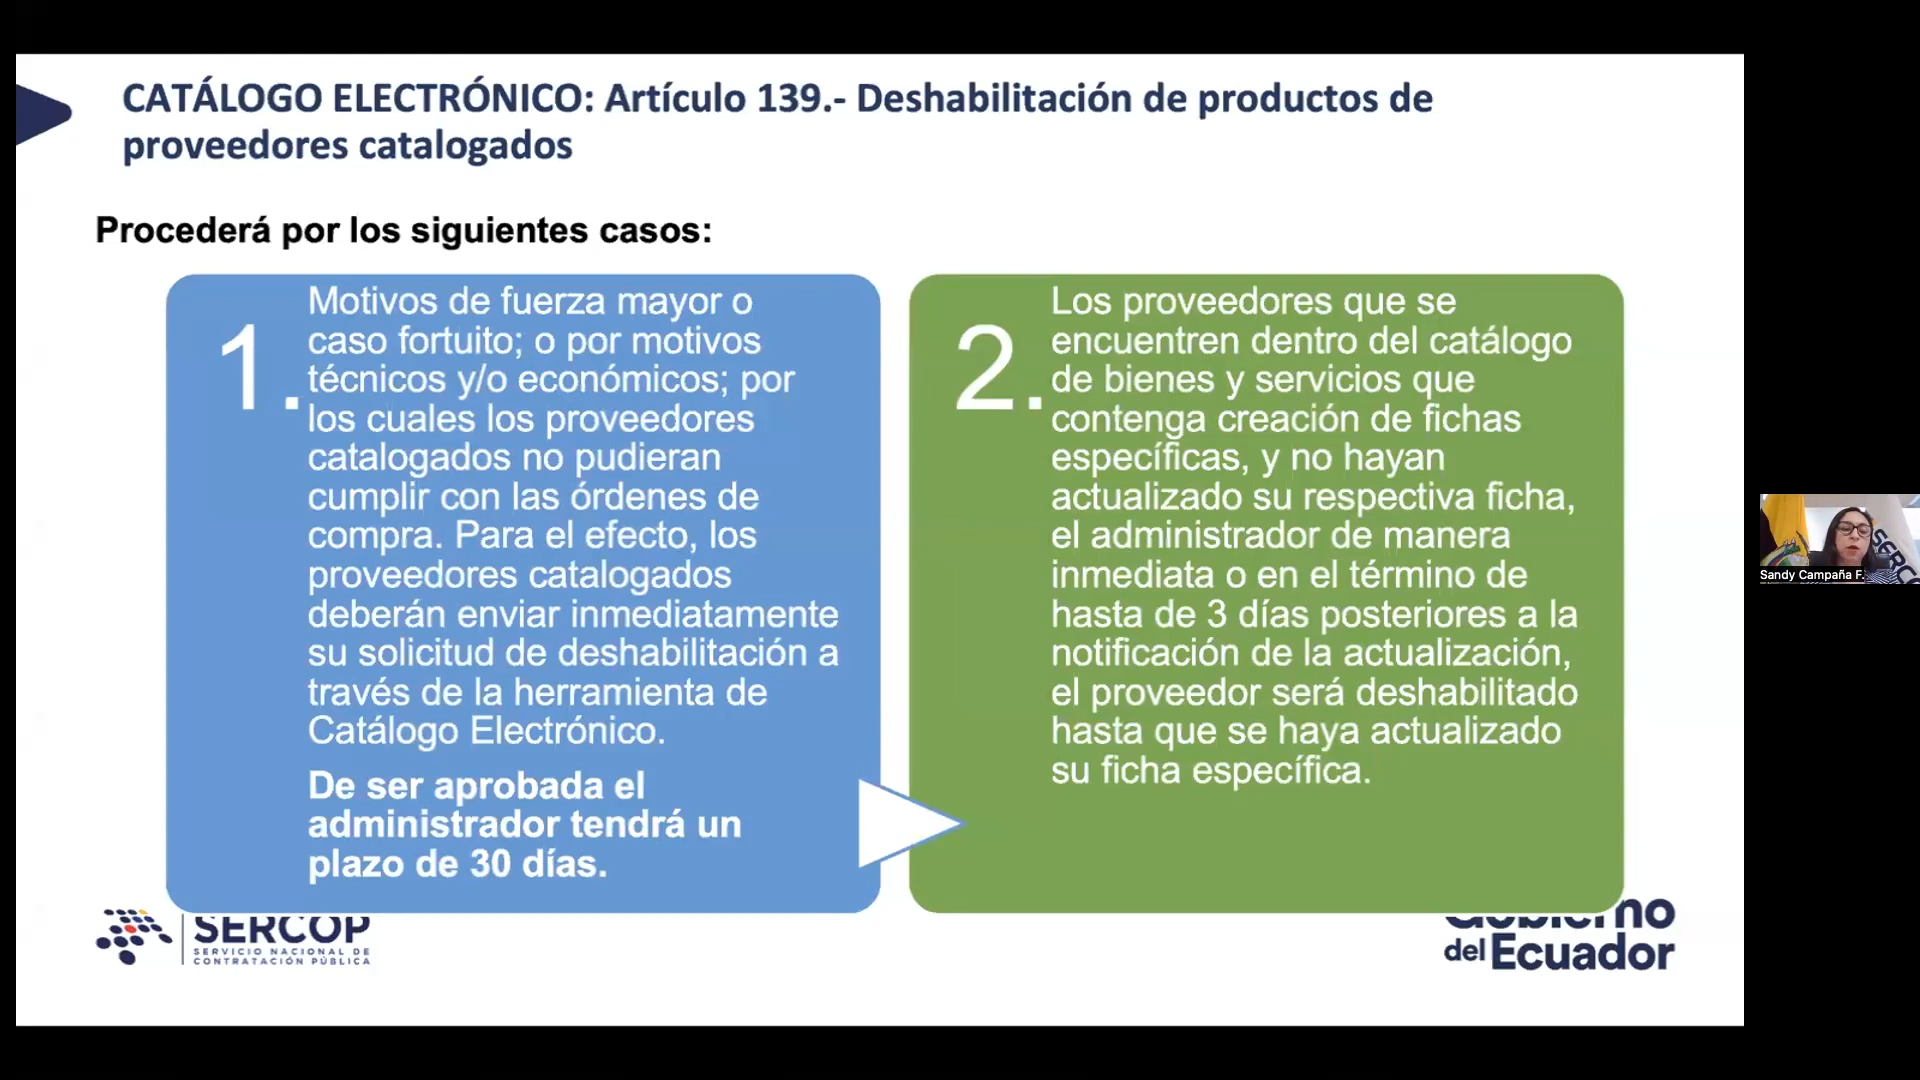 CATÁLOGO ELECTRÓNICO: Artículo 139.- Deshabilitación de productos de
proveedores catalogados
Procederá por los siguientes casos:
1.
Motivos de fuerza mayor o
caso fortuito; o por motivos
técnicos y/o económicos; por
los cuales los proveedores
catalogados no pudieran
cumplir con las órdenes de
compra. Para el efecto, los
proveedores catalogados
deberán enviar inmediatamente
su solicitud de deshabilitación a
través de la herramienta de
Catálogo Electrónico.
De ser aprobada el
administrador tendrá un
plazo de 30 días.
2.
Los proveedores que se
encuentren dentro del catálogo
de bienes y servicios que
contenga creación de fichas
específicas, y no hayan
actualizado su respectiva ficha,
el administrador de manera
inmediata o en el término de
hasta de 3 días posteriores a la
notificación de la actualización,
el proveedor será deshabilitado
hasta que se haya actualizado
su ficha específica.
SERCOP
SERVICIO NACIONAL DE
CONTRATACIÓN PÚBLICA
Gobierno
del Ecuador
SERC
Sandy Campaña F.